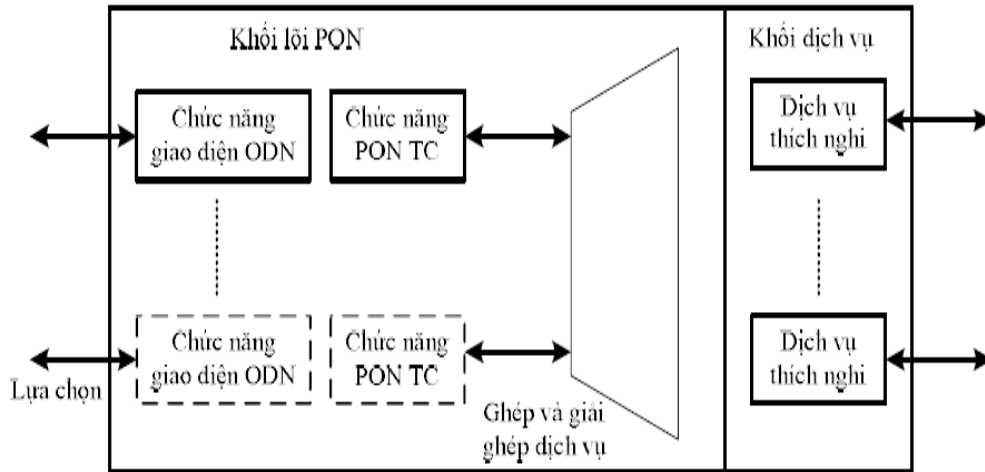 Khối lõi PON
Khối dịch vụ
Chức năng
giao diện ODN
Chức năng
PON TC
Dịch vụ
thích nghi
Chức năng
giao diện ODN
Chức năng
PON TC
Dịch vụ
thích nghi
Lựa chọn
Ghép và giải
ghép dịch vụ